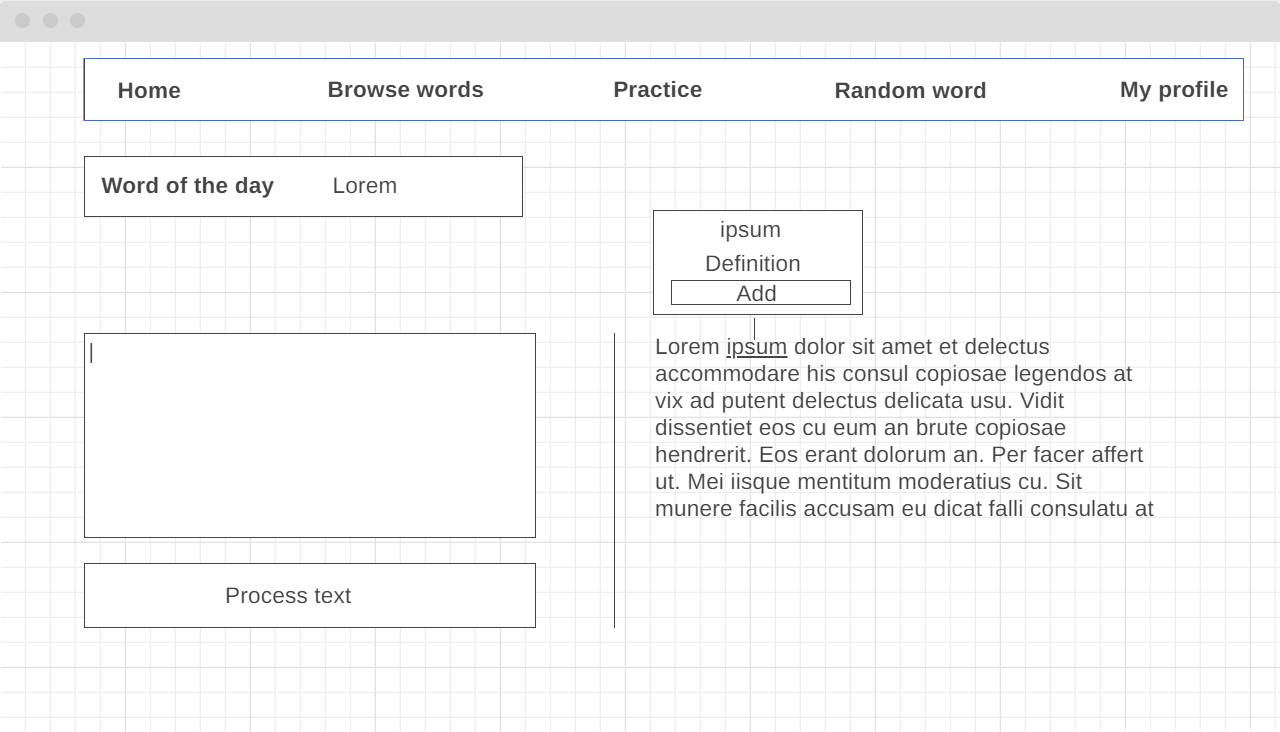 Home Browse words Practice Random word My profile
Word of the day Lorem
ipsum
Definition
Add
Lorem ipsum dolor sit amet et delectus
accommodare his consul copiosae legendos at
vix ad putent delectus delicata usu. Vidit
dissentiet eos cu eum an brute copiosae
hendrerit. Eos erant dolorum an. Per facer affert
ut. Mei iisque mentitum moderatius cu. Sit
munere facilis accusam eu dicat falli consulatu at
Process text